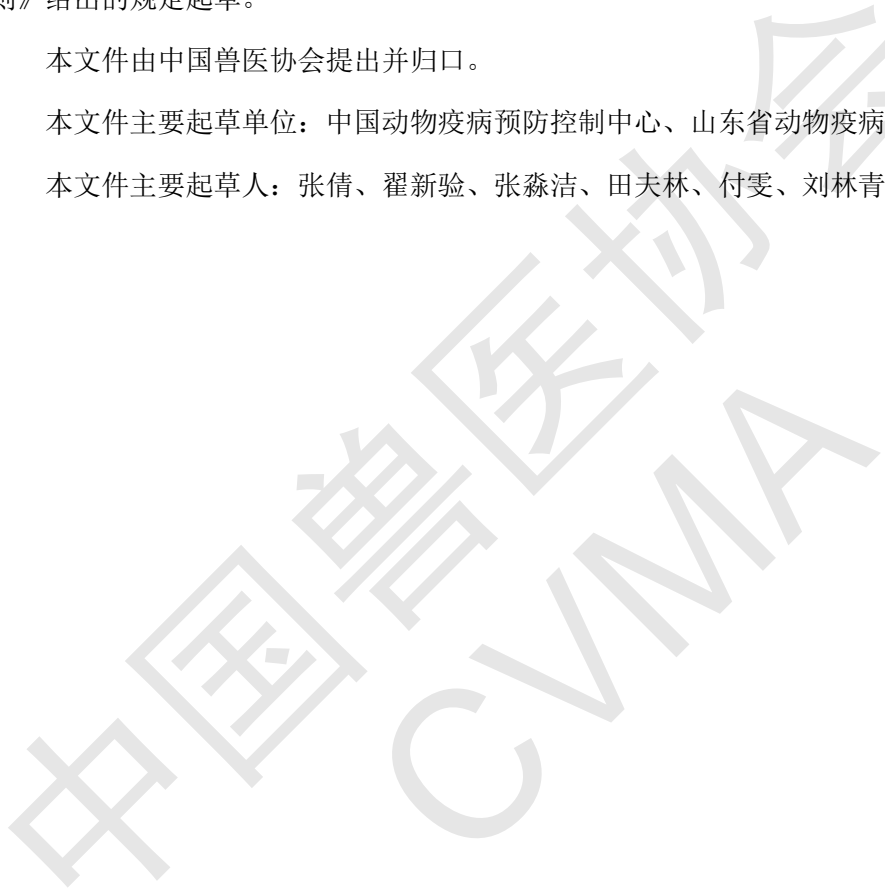 则》给出的规定起草。
本文件由中国兽医协会提出并归口。
本文件主要起草单位：中国动物疫病预防控制中心、山东省动物疫病
本文件主要起草人：张倩、翟新验、张淼洁、田夫林、付雯、刘林青
中国兽医协会
CVMA